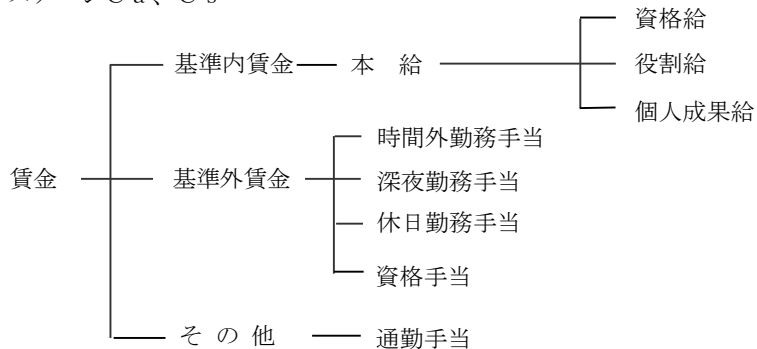 資格給
基準内賃金 本 給 役割給
個人成果給
時間外勤務手当
賃金 基準外賃金 深夜勤務手当
休日勤務手当
資格手当
そ の 他 通勤手当